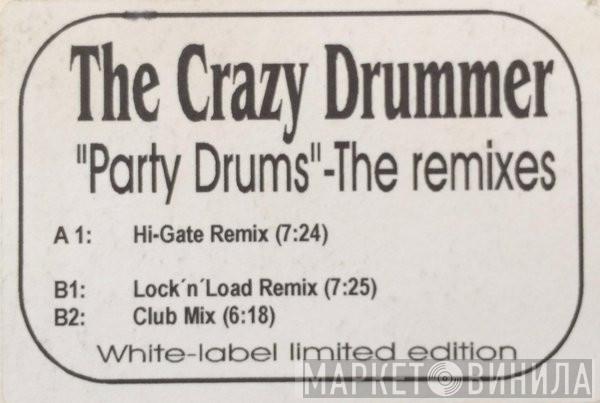 The Crazy Drummer
"Party Drums"-The remixes
A 1: Hi-Gate Remix (7:24)
B1: Lock´n´Load Remix (7:25)
B2: Club Mix (6:18)
White-label limited edition
МАРКЕТ ВИНИЛА